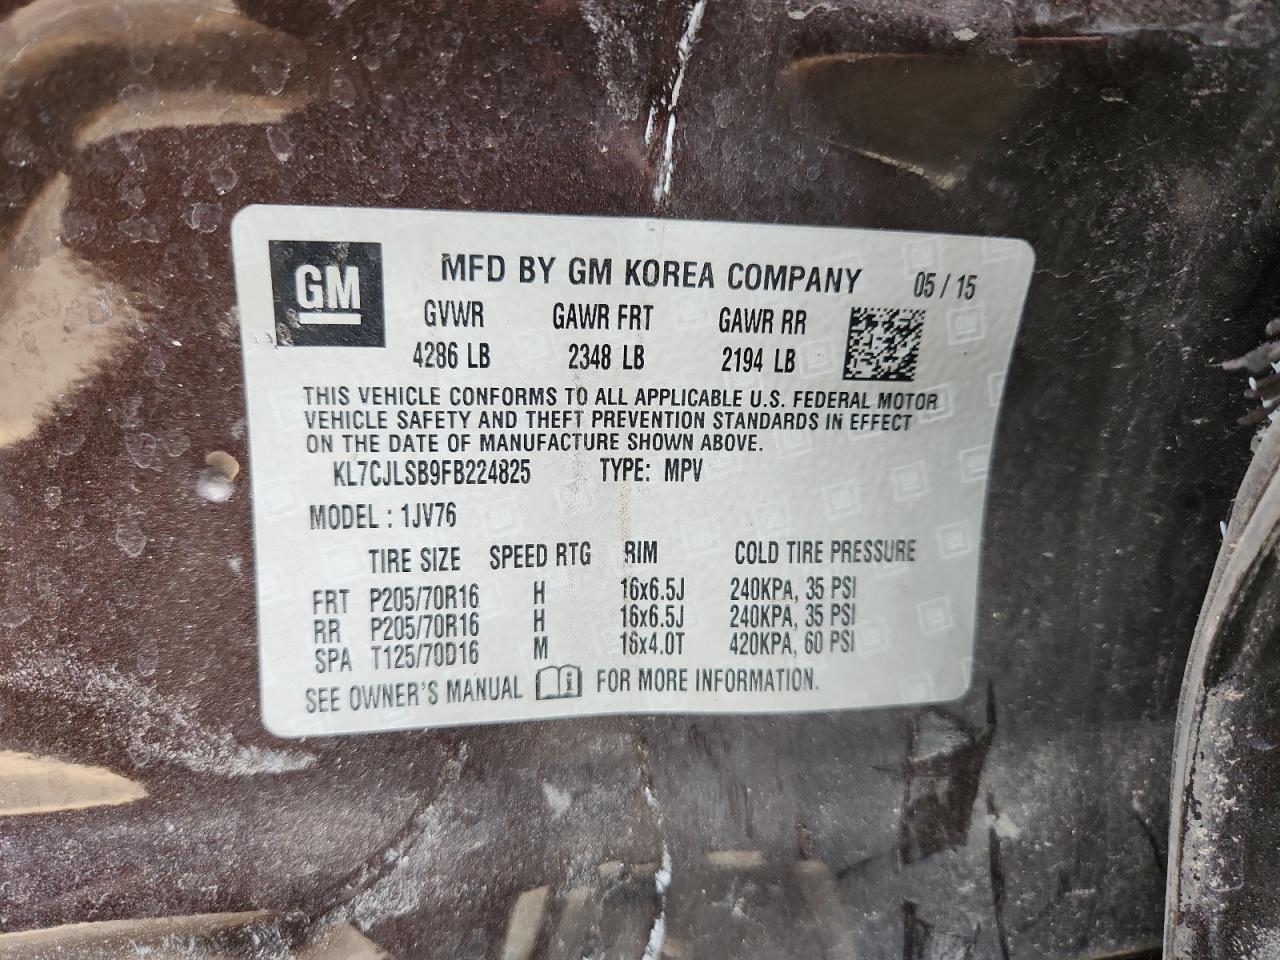 GM MFD BY GM KOREA COMPANY 05 / 15
GVWR GAWR FRT GAWR RR
4286 LB 2348 LB 2194 LB
THIS VEHICLE CONFORMS TO ALL APPLICABLE U.S. FEDERAL MOTOR
VEHICLE SAFETY AND THEFT PREVENTION STANDARDS IN EFFECT
ON THE DATE OF MANUFACTURE SHOWN ABOVE.
KL7CJLSB9FB224825 TYPE: MPV
MODEL : 1JV76
TIRE SIZE SPEED RTG RIM COLD TIRE PRESSURE
FRT P205/70R16 H 16x6.5J 240KPA, 35 PSI
RR P205/70R16 H 16x6.5J 240KPA, 35 PSI
SPA T125/70D16 M 16x4.0T 420KPA, 60 PSI
SEE OWNER'S MANUAL FOR MORE INFORMATION.